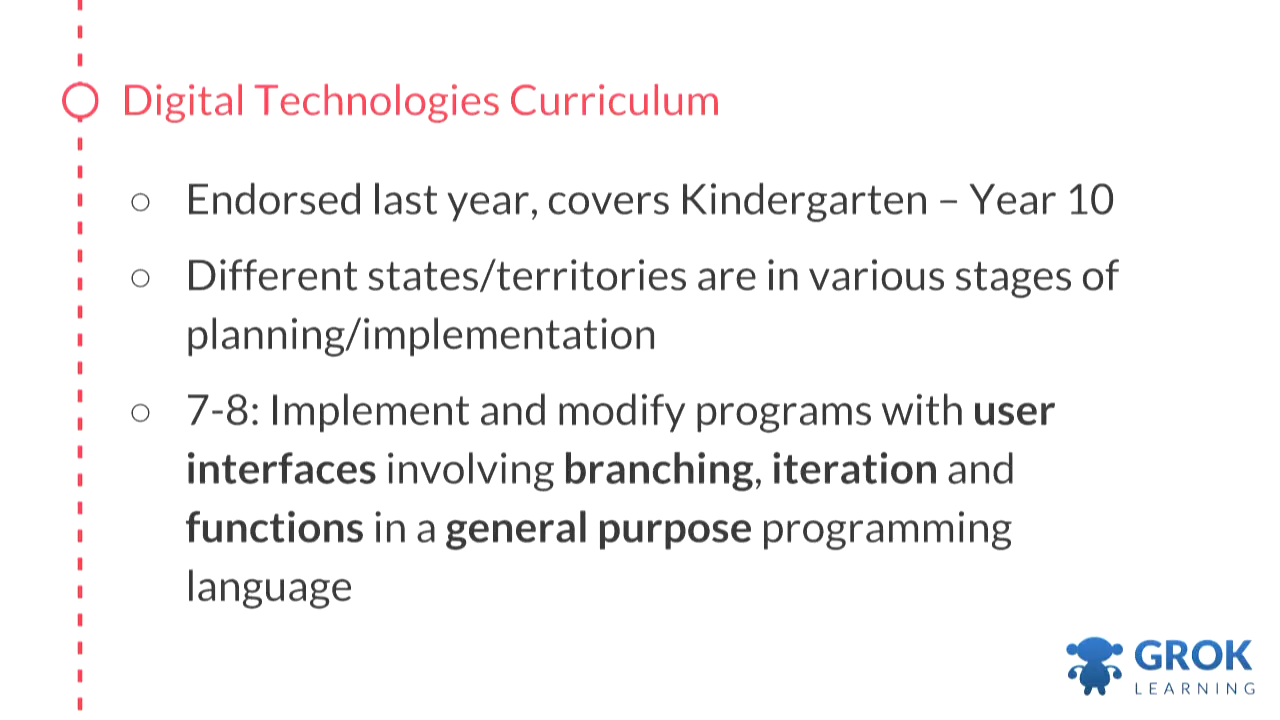 Digital Technologies Curriculum
Endorsed last year, covers Kindergarten – Year 10
Different states/territories are in various stages of
planning/implementation
7-8: Implement and modify programs with user
interfaces involving branching, iteration and
functions in a general purpose programming
language
GROK
LEARNING